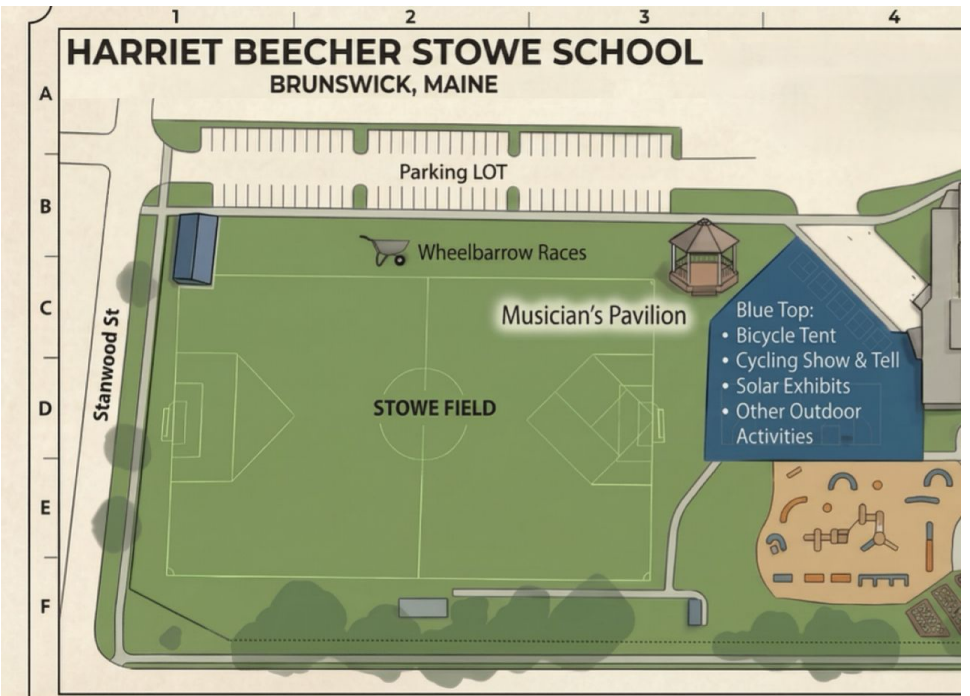 1 2 3 4
HARRIET BEECHER STOWE SCHOOL
BRUNSWICK, MAINE
A
Parking LOT
B
Wheelbarrow Races
C
Musician's Pavilion
Blue Top:
• Bicycle Tent
• Cycling Show & Tell
• Solar Exhibits
• Other Outdoor
Activities
Stanwood St
D
STOWE FIELD
E
F